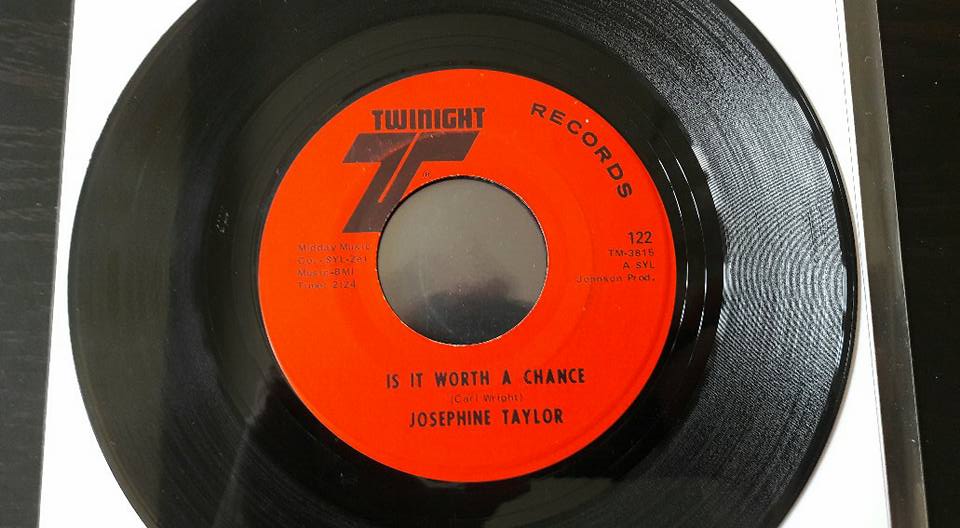 TWINIGHT
RECORDS
T
Midday Music
Co.-SYL-Zel
Music-BMI
Time: 2:24
122
TM-3815
A SYL
Johnson Prod.
IS IT WORTH A CHANCE
(Carl Wright)
JOSEPHINE TAYLOR